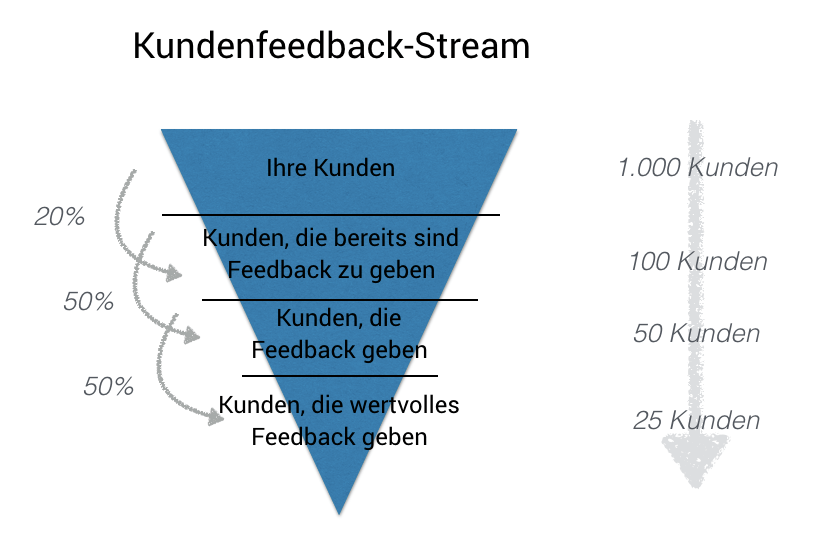 Kundenfeedback-Stream
Ihre Kunden
1.000 Kunden
20%
Kunden, die bereits sind
Feedback zu geben
100 Kunden
50%
Kunden, die
Feedback geben
50 Kunden
50%
Kunden, die wertvolles
Feedback geben
25 Kunden